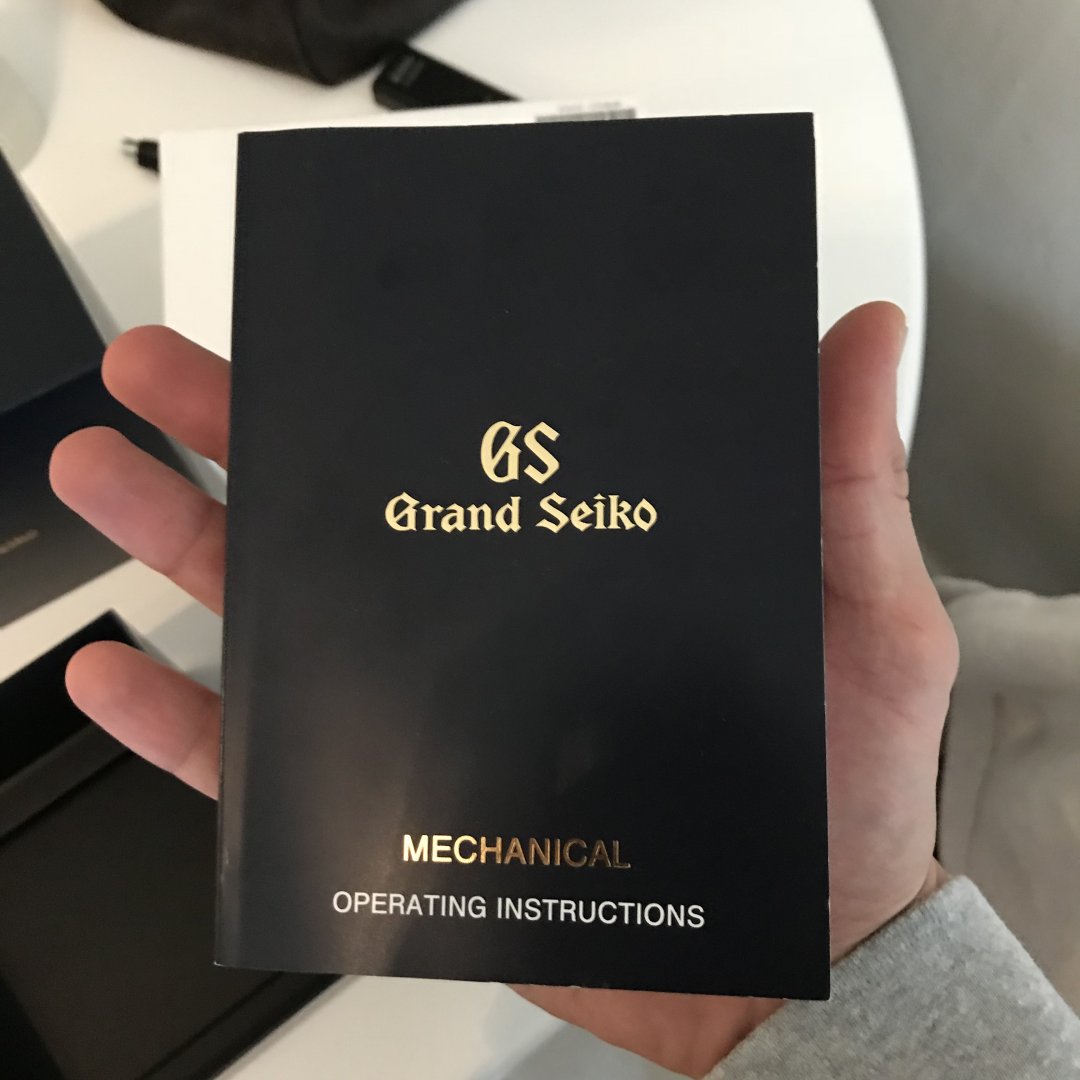 GS
Grand Seiko
MECHANICAL
OPERATING INSTRUCTIONS